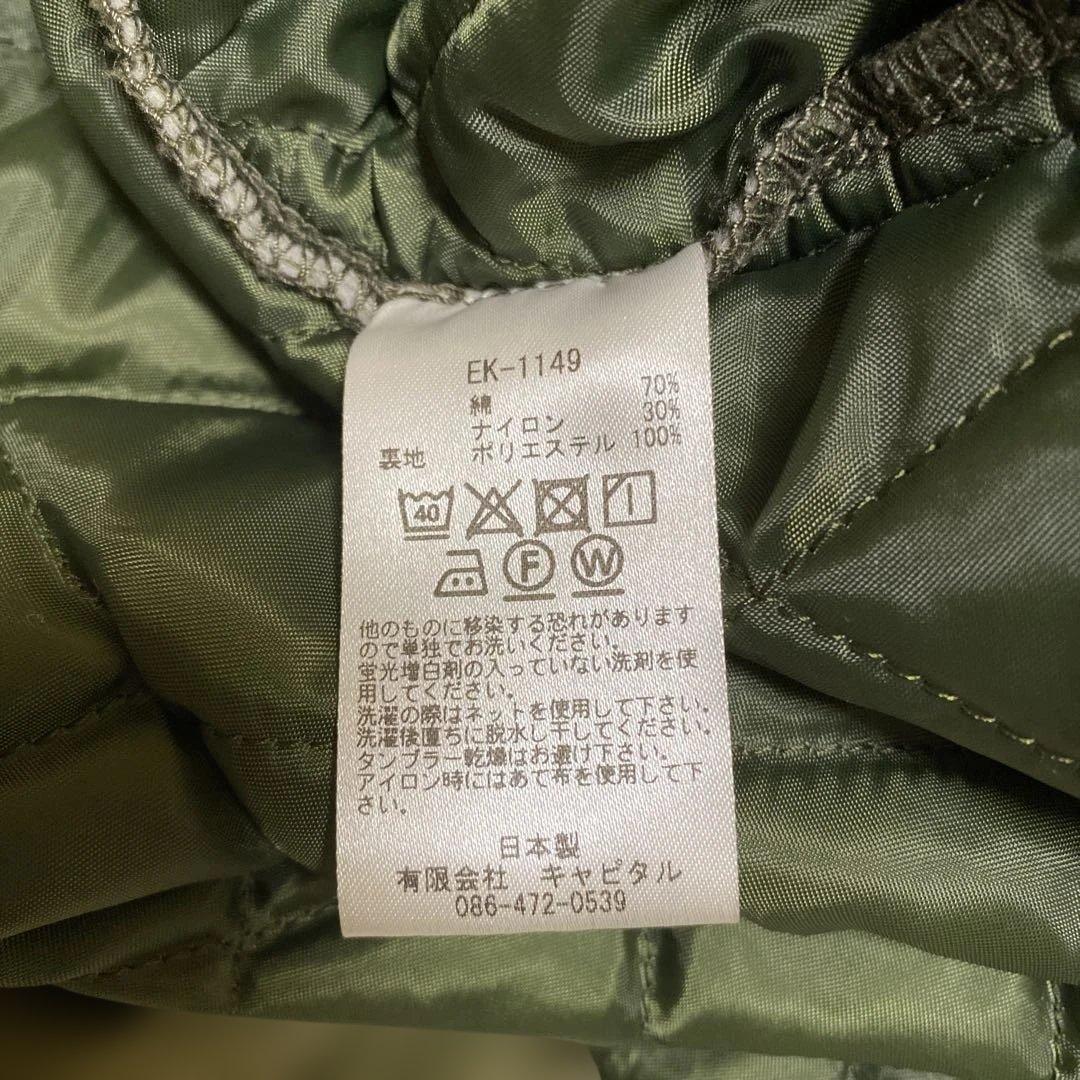 EK-1149
綿 70%
ナイロン 30%
裏地 ポリエステル 100%
40
F W
他のものに移染する恐れがあります
ので単独でお洗いください。
蛍光増白剤の入っていない洗剤を使
用してください。
洗濯の際はネットを使用して下さい。
洗濯後直ちに脱水し干してください。
タンブラー乾燥はお避け下さい。
アイロン時にはあて布を使用して下
さい。
日本製
有限会社 キャピタル
086-472-0539